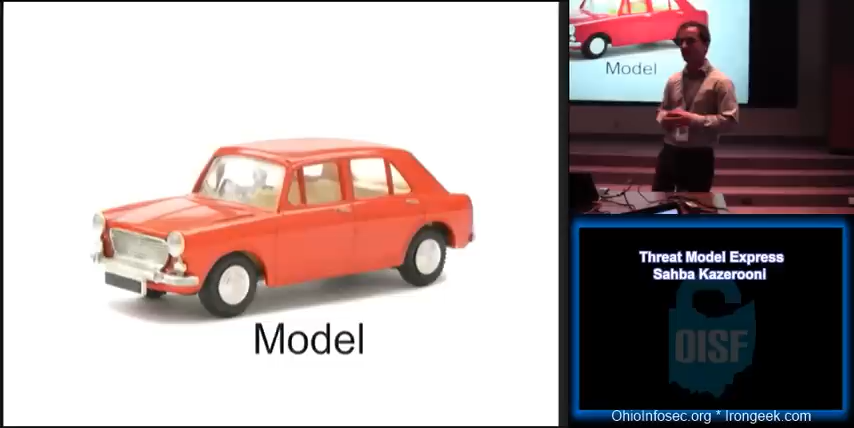 Model
Model
Threat Model Express
Sahba Kazerooni
OISF
OhioInfosec.org * Irongeek.com